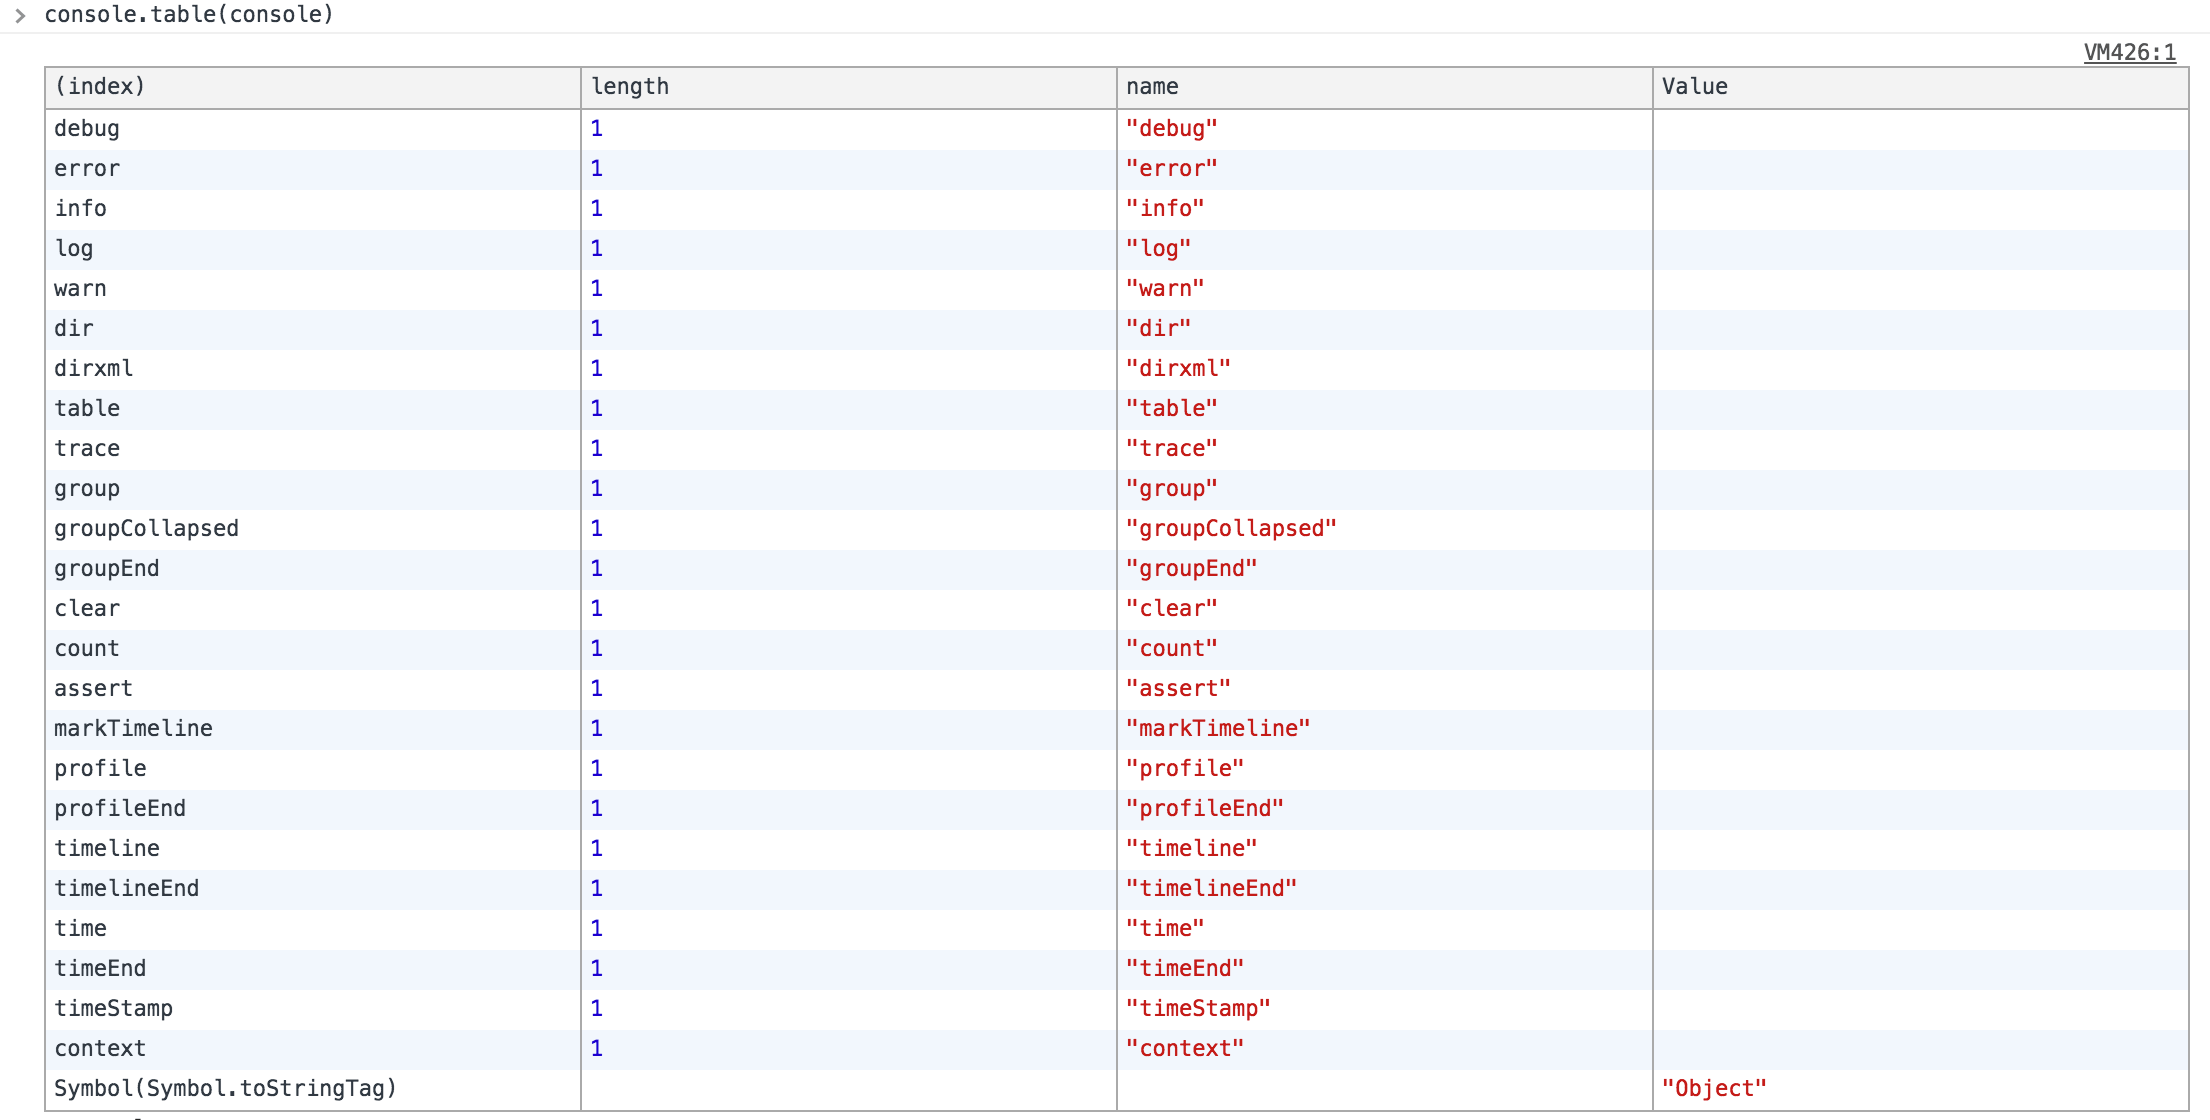 > console.table(console)
VM426:1
(index) length name Value
debug 1 "debug"
error 1 "error"
info 1 "info"
log 1 "log"
warn 1 "warn"
dir 1 "dir"
dirxml 1 "dirxml"
table 1 "table"
trace 1 "trace"
group 1 "group"
groupCollapsed 1 "groupCollapsed"
groupEnd 1 "groupEnd"
clear 1 "clear"
count 1 "count"
assert 1 "assert"
markTimeline 1 "markTimeline"
profile 1 "profile"
profileEnd 1 "profileEnd"
timeline 1 "timeline"
timelineEnd 1 "timelineEnd"
time 1 "time"
timeEnd 1 "timeEnd"
timeStamp 1 "timeStamp"
context 1 "context"
Symbol(Symbol.toStringTag) "Object"